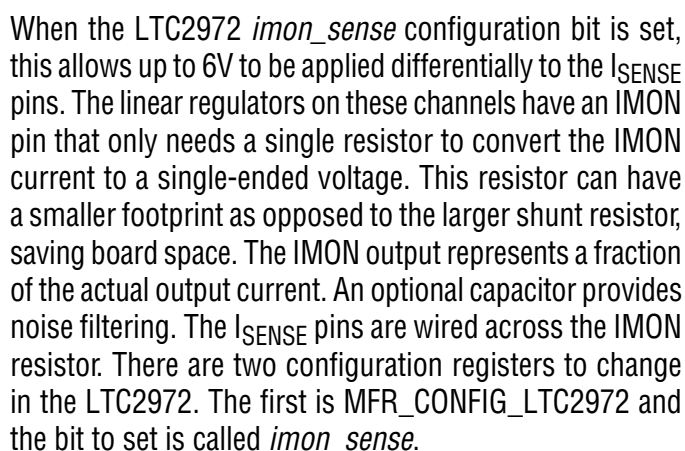 When the LTC2972 imon_sense configuration bit is set,
this allows up to 6V to be applied differentially to the ISENSE
pins. The linear regulators on these channels have an IMON
pin that only needs a single resistor to convert the IMON
current to a single-ended voltage. This resistor can have
a smaller footprint as opposed to the larger shunt resistor,
saving board space. The IMON output represents a fraction
of the actual output current. An optional capacitor provides
noise filtering. The ISENSE pins are wired across the IMON
resistor. There are two configuration registers to change
in the LTC2972. The first is MFR_CONFIG_LTC2972 and
the bit to set is called imon sense.